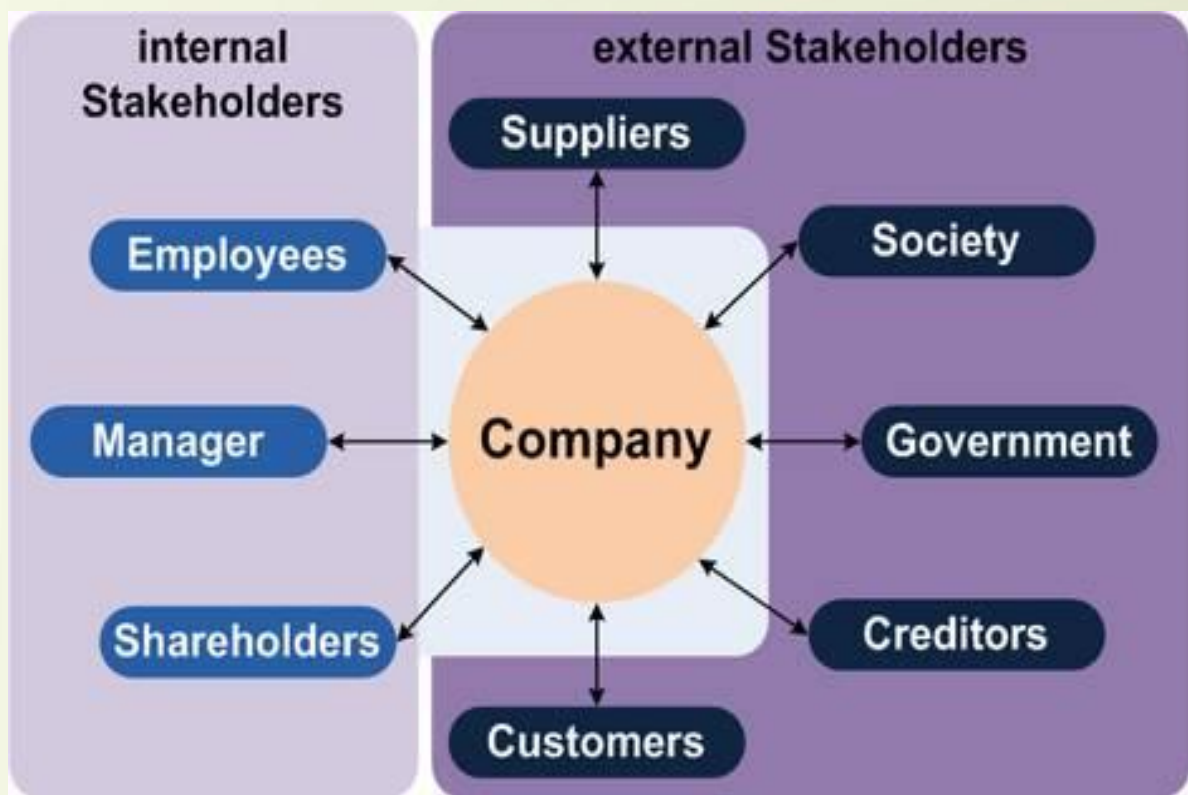 internal
Stakeholders
external Stakeholders
Suppliers
Employees
Society
Manager
Company
Government
Shareholders
Creditors
Customers